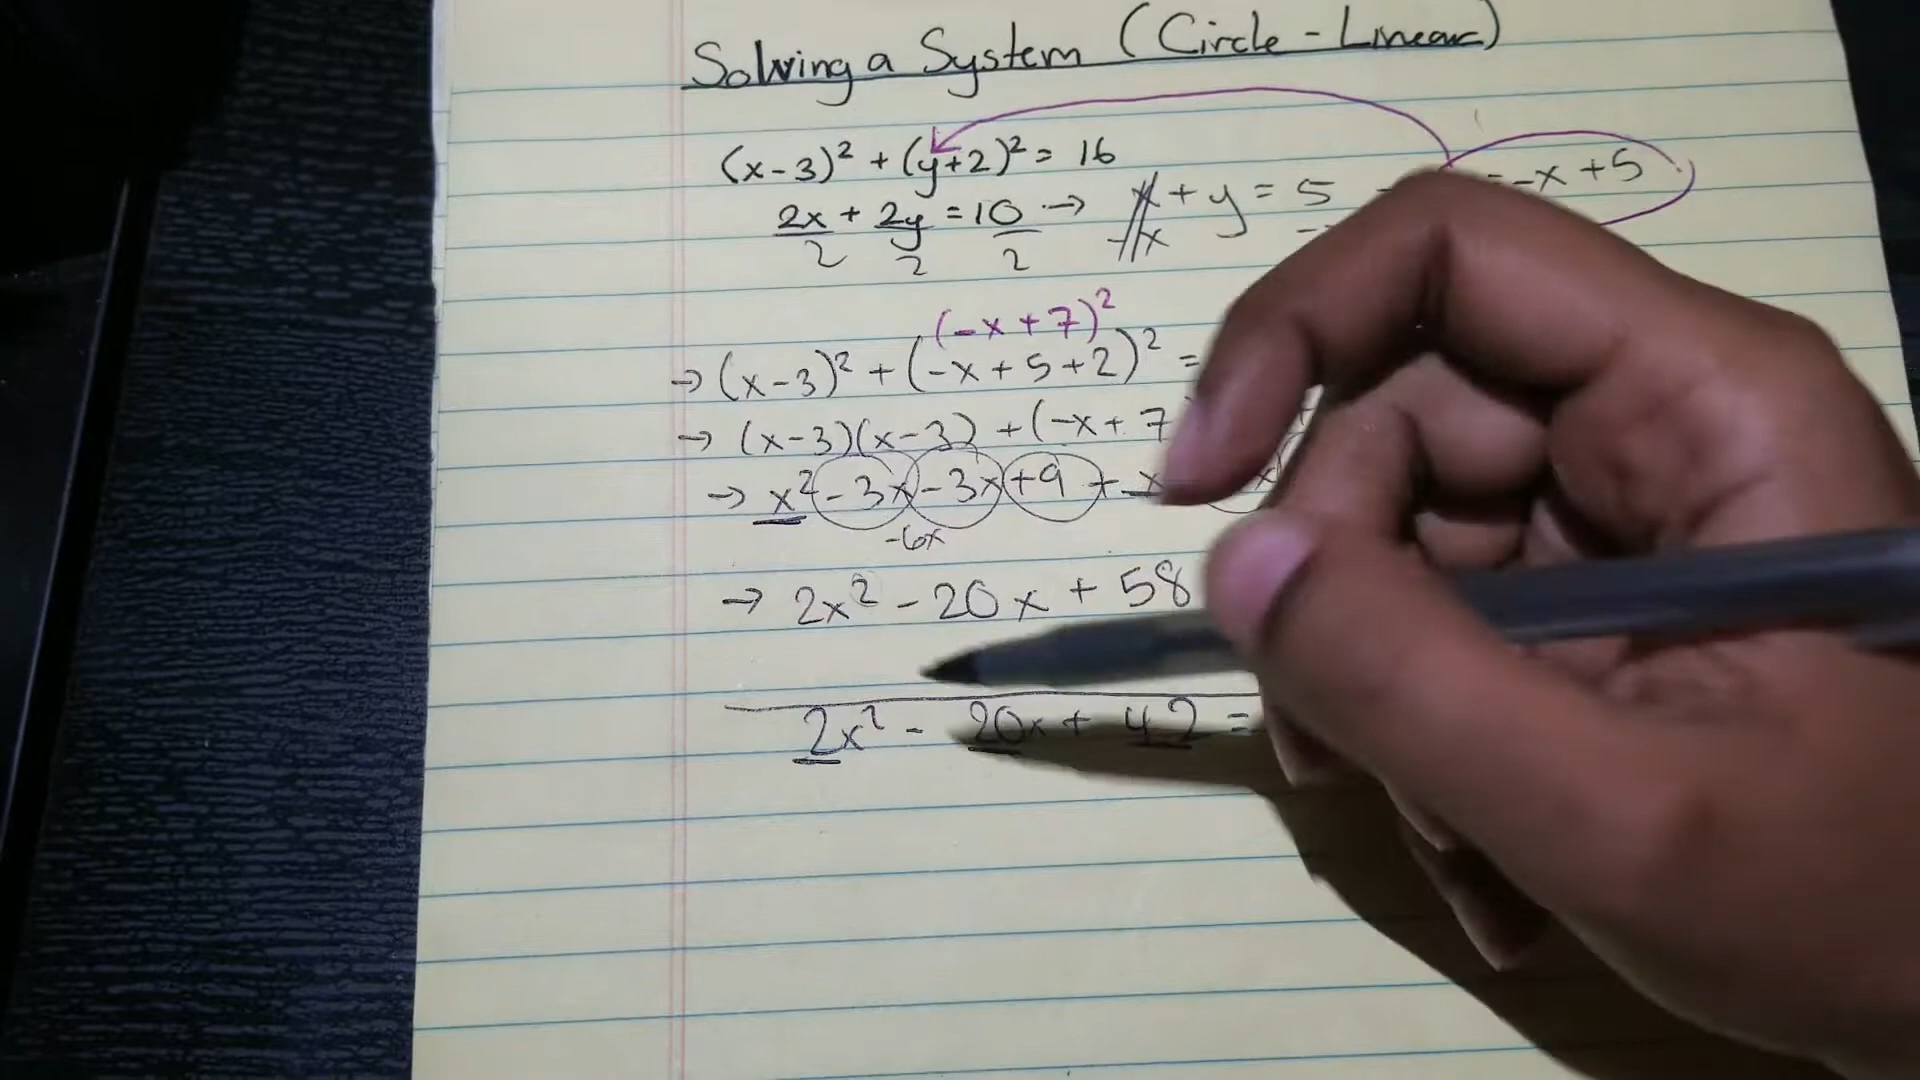 Solving a System (Circle - Linear)
(x-3)² + (y+2)² = 16
2x + 2y = 10 → x + y = 5 = -x + 5
2 2 2 -x
(-x + 7)²
→ (x-3)² + (-x + 5 + 2)² =
→ (x-3)(x-3) + (-x + 7
→ x² - 3x - 3x + 9 + x
-6x
→ 2x² - 20x + 58
2x² - 20x + 42 =